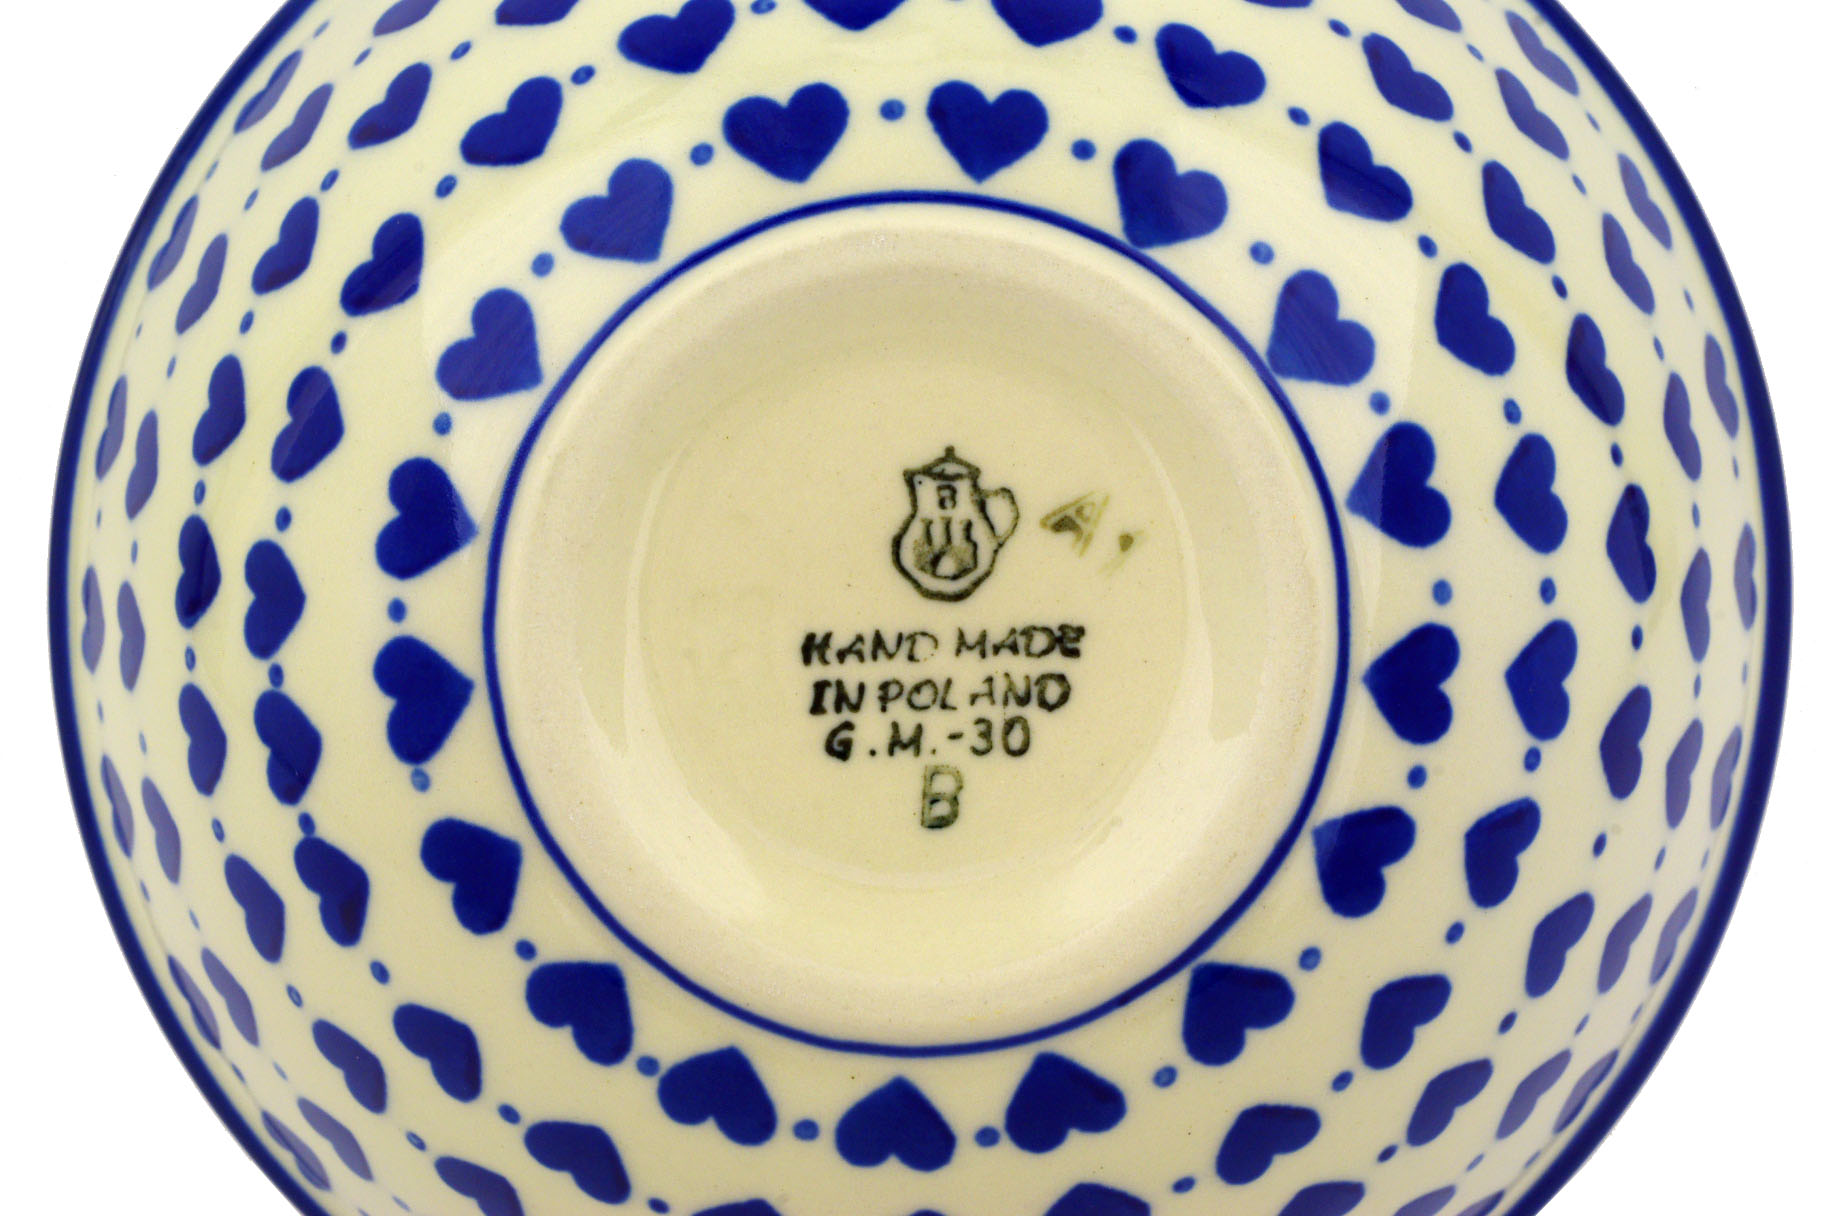 B
A.
HAND MADE
IN POLAND
G.M.-30
B